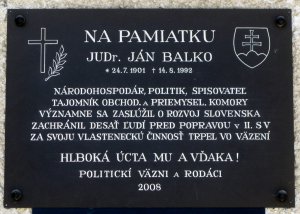 NA PAMIATKU
JUDr. JÁN BALKO
* 24.7.1901 † 14.8.1992
NÁRODOHOSPODÁR, POLITIK, SPISOVATEĽ
TAJOMNÍK OBCHOD. A PRIEMYSEL. KOMORY
VÝZNAMNE SA ZASLÚŽIL O ROZVOJ SLOVENSKA
ZACHRÁNIL DESAŤ ĽUDÍ PRED POPRAVOU v II. S V
ZA SVOJU VLASTENECKÚ ČINNOSŤ TRPEL VO VÄZENÍ
HLBOKÁ ÚCTA MU A VĎAKA!
POLITICKÍ VÄZNI A RODÁCI
2008